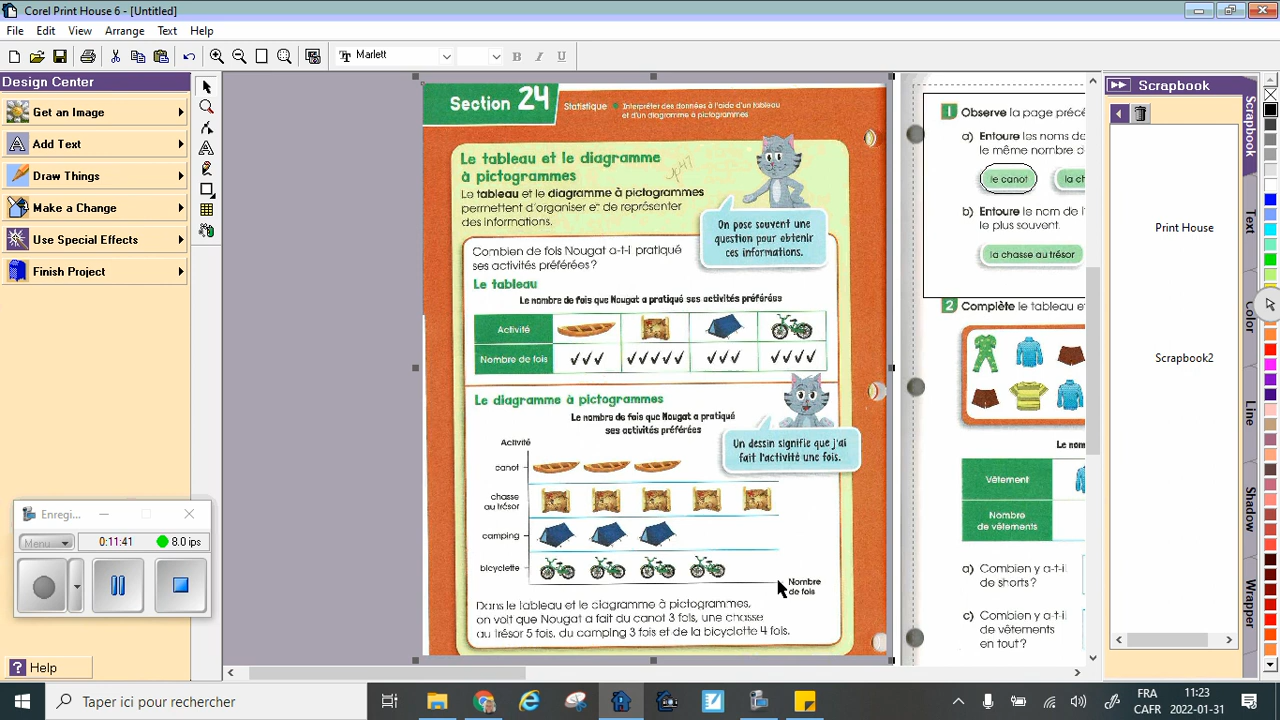 Corel Print House 6 - [Untitled]
File Edit View Arrange Text Help
Marlett
B I U
Design Center
Get an Image
Add Text
Draw Things
Make a Change
Use Special Effects
Finish Project
Section 24
Statistique Interpréter des données à l'aide d'un tableau
et d'un diagramme à pictogrammes
Le tableau et le diagramme
à pictogrammes
p47
Le tableau et le diagramme à pictogrammes
permettent d'organiser et de représenter
des informations.
On pose souvent une
question pour obtenir
ces informations.
Combien de fois Nougat a-t-il pratiqué
ses activités préférées?
Le tableau
Le nombre de fois que Nougat a pratiqué ses activités préférées
Activité
Nombre de fois
Le diagramme à pictogrammes
Le nombre de fois que Nougat a pratiqué
ses activités préférées
Un dessin signifie que j'ai
fait l'activité une fois.
Activité
canot
chasse
au trésor
camping
bicyclette
Nombre
de fois
Dans le tableau et le diagramme à pictogrammes,
on voit que Nougat a fait du canot 3 fois, une chasse
au trésor 5 fois, du camping 3 fois et de la bicyclette 4 fois.
1 Observe la page précé
a) Entoure les noms de
le même nombre d
le canot
la ch
b) Entoure le nom de l'
le plus souvent.
la chasse au trésor
2 Complète le tableau et
Le nom
Vêtement
Nombre
de vêtements
a) Combien y a-t-il
de shorts?
c) Combien y a-t-il
de vêtements
en tout?
Scrapbook
Print House
Scrapbook2
Scrapbook
Text
Color
Line
Shadow
Wrapper
Enregi...
Menu
0:11:41
8.0 ips
Help
Taper ici pour rechercher
FRA
CAFR
11:23
2022-01-31